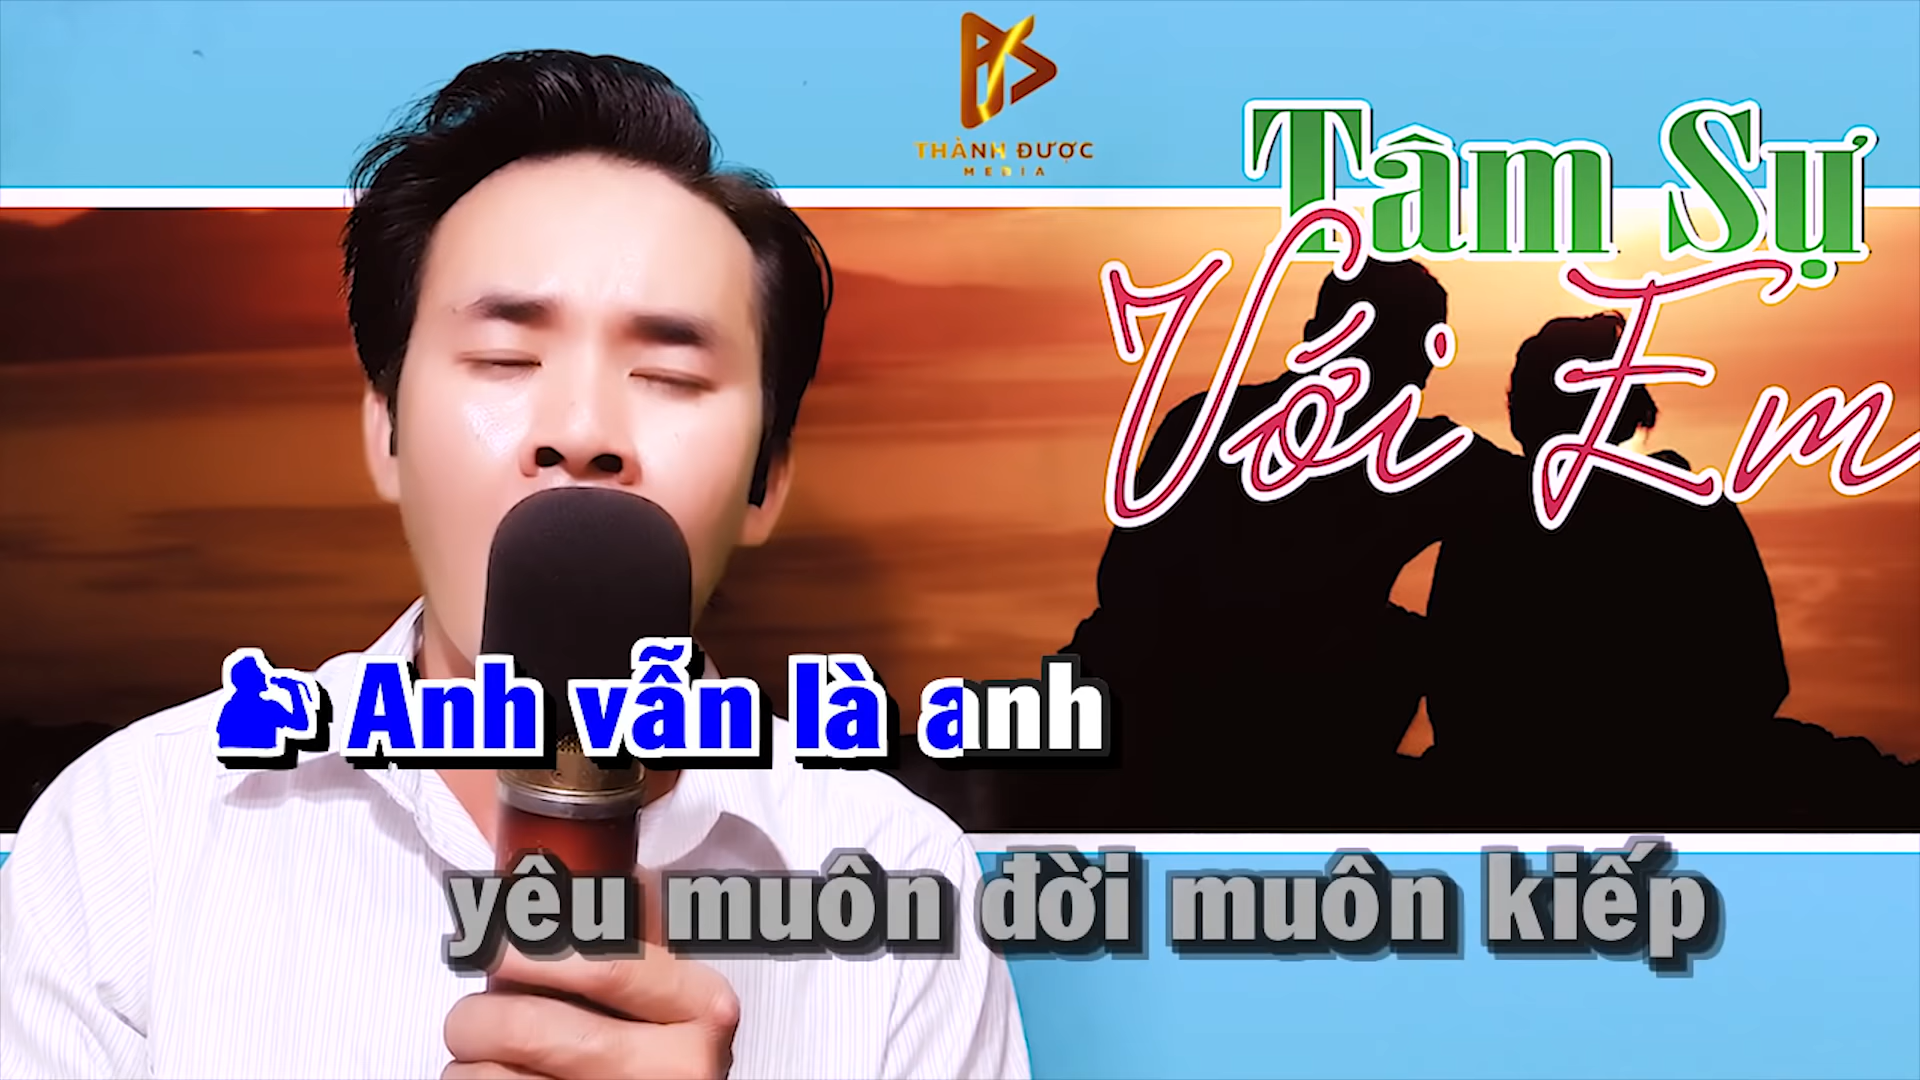 THÀNH ĐƯỢC
MEDIA
Tâm Sự
Với Em
Anh vẫn là anh
yêu muôn đời muôn kiếp